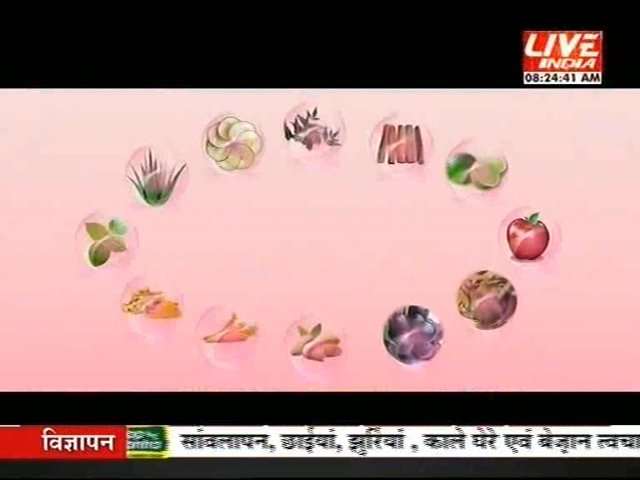 LIVE
INDIA
08:24:41 AM
विज्ञापन सांवलापन, छाईयां, झुर्रियां , काले घेरे एवं बेजान त्वचा